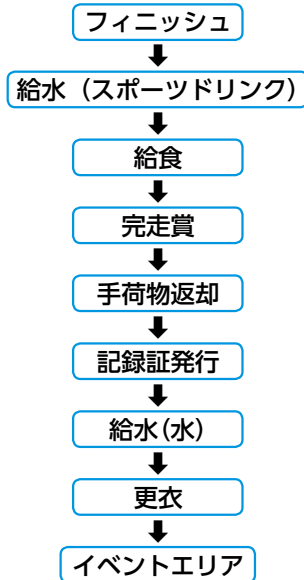 フィニッシュ
給水（スポーツドリンク）
給食
完走賞
手荷物返却
記録証発行
給水（水）
更衣
イベントエリア